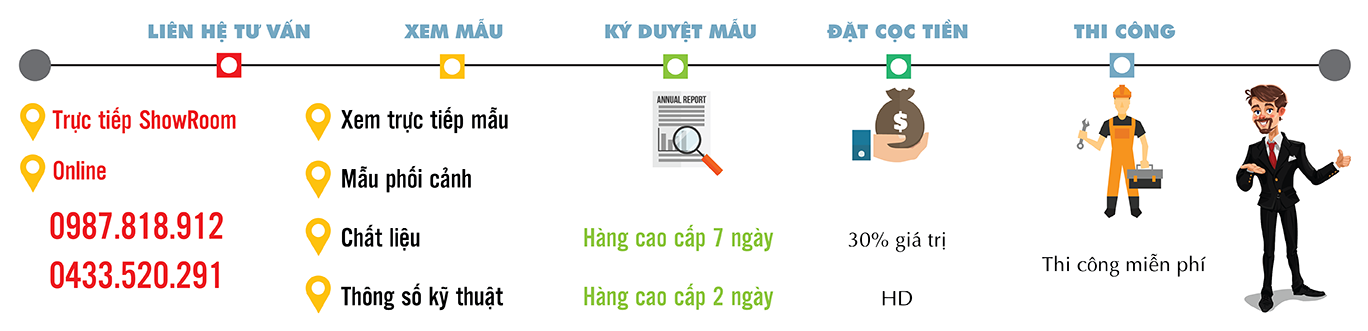 LIÊN HỆ TƯ VẤN
XEM MẪU
KÝ DUYỆT MẪU
ĐẶT CỌC TIỀN
THI CÔNG
Trực tiếp ShowRoom
Online
0987.818.912
0433.520.291
Xem trực tiếp mẫu
Mẫu phối cảnh
Chất liệu
Thông số kỹ thuật
ANNUAL REPORT
Hàng cao cấp 7 ngày
Hàng cao cấp 2 ngày
$
30% giá trị
HD
Thi công miễn phí